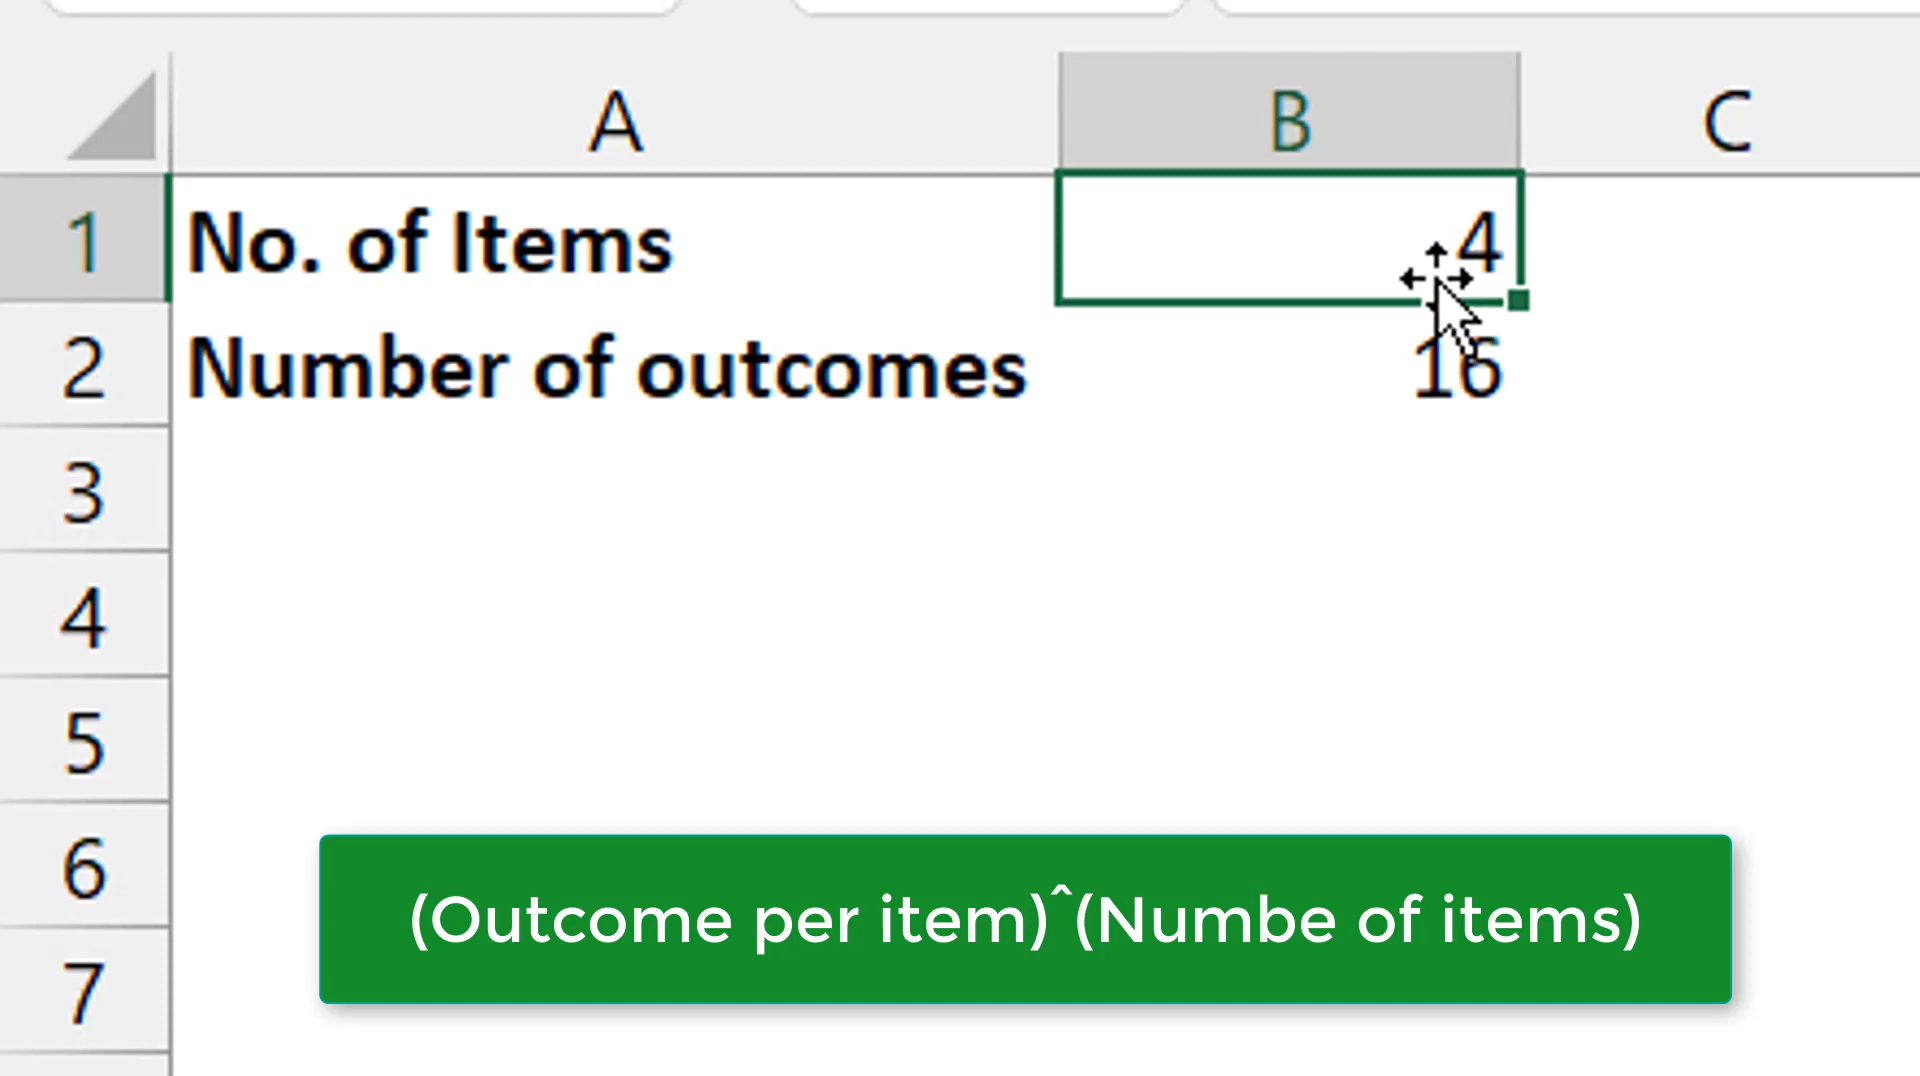 A B C
1 No. of Items 4
2 Number of outcomes 16
3
4
5
6
(Outcome per item)^(Numbe of items)
7